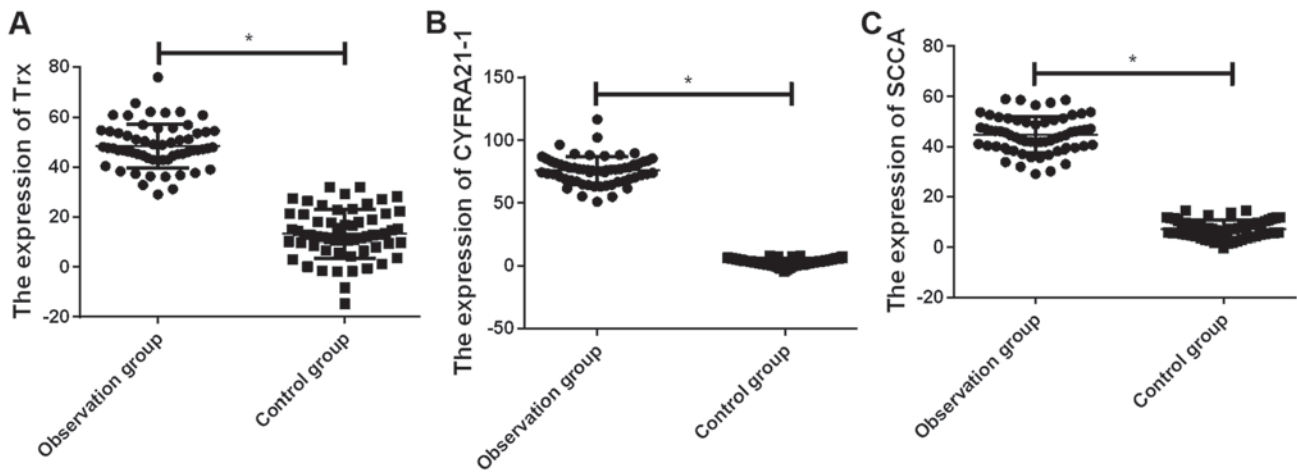 A
The expression of Trx
80
60
40
20
0
-20
*
Observation group
Control group
B
The expression of CYFRA21-1
150
100
50
0
-50
*
Observation group
Control group
C
The expression of SCCA
80
60
40
20
0
-20
*
Observation group
Control group